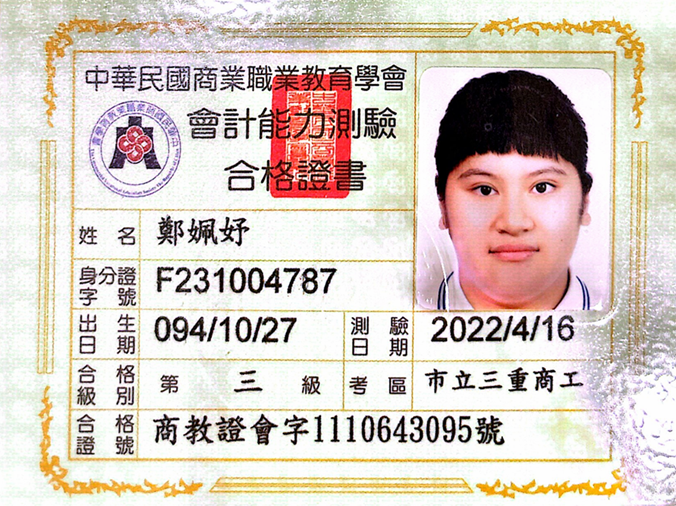 中華民國商業職業教育學會
會計能力測驗
合格證書
姓名 鄭姵妤
身分證字號 F231004787
出生日期 094/10/27 測驗日期 2022/4/16
合格級別 第三級 考區 市立三重商工
合格證號 商教證會字1110643095號